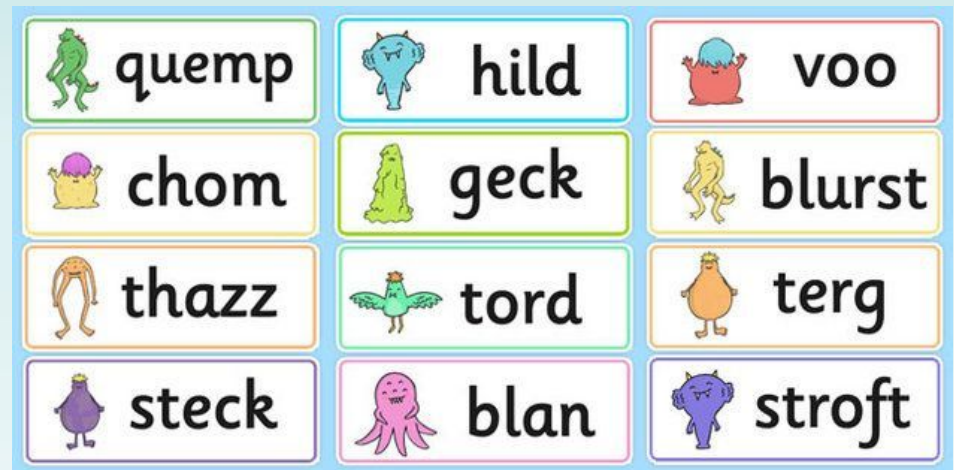 quemp
hild
voo
chom
geck
blurst
thazz
tord
terg
steck
blan
stroft